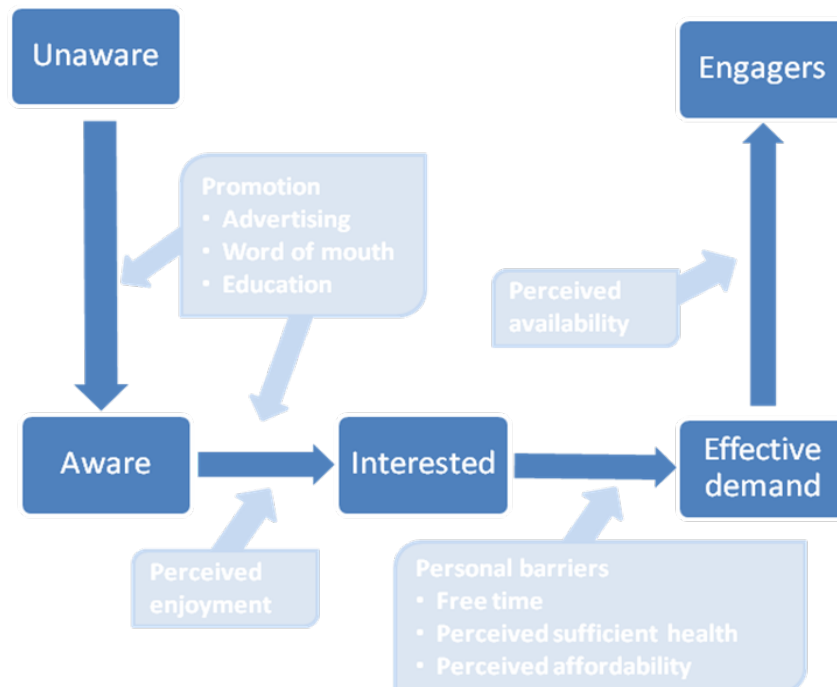 Unaware
Engagers
Promotion
• Advertising
• Word of mouth
• Education
Perceived
availability
Aware
Interested
Effective
demand
Perceived
enjoyment
Personal barriers
• Free time
• Perceived sufficient health
• Perceived affordability